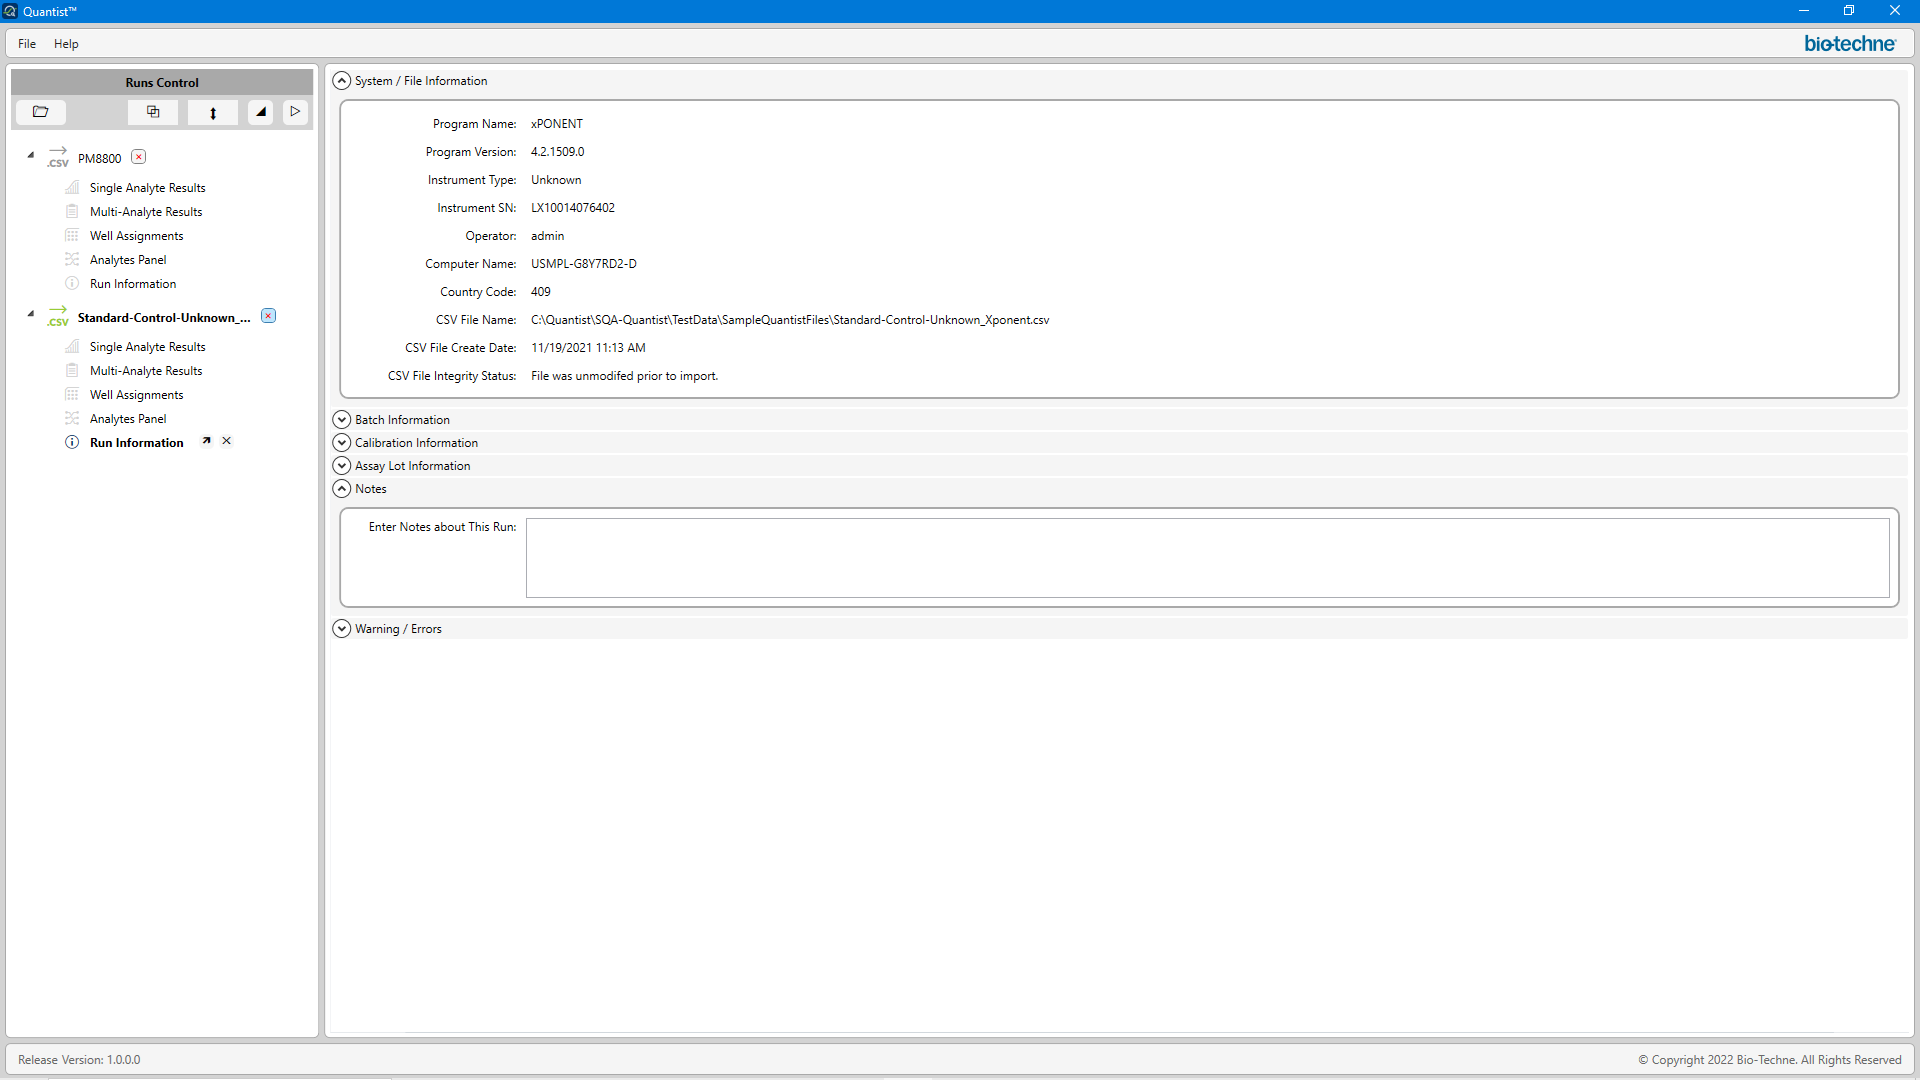 Quantist™
File Help
bio-techne
Runs Control
.CSV PM8800
Single Analyte Results
Multi-Analyte Results
Well Assignments
Analytes Panel
Run Information
.CSV Standard-Control-Unknown_...
Single Analyte Results
Multi-Analyte Results
Well Assignments
Analytes Panel
Run Information
System / File Information
Program Name: xPONENT
Program Version: 4.2.1509.0
Instrument Type: Unknown
Instrument SN: LX10014076402
Operator: admin
Computer Name: USMPL-G8Y7RD2-D
Country Code: 409
CSV File Name: C:\Quantist\SQA-Quantist\TestData\SampleQuantistFiles\Standard-Control-Unknown_Xponent.csv
CSV File Create Date: 11/19/2021 11:13 AM
CSV File Integrity Status: File was unmodifed prior to import.
Batch Information
Calibration Information
Assay Lot Information
Notes
Enter Notes about This Run:
Warning / Errors
Release Version: 1.0.0.0
© Copyright 2022 Bio-Techne. All Rights Reserved